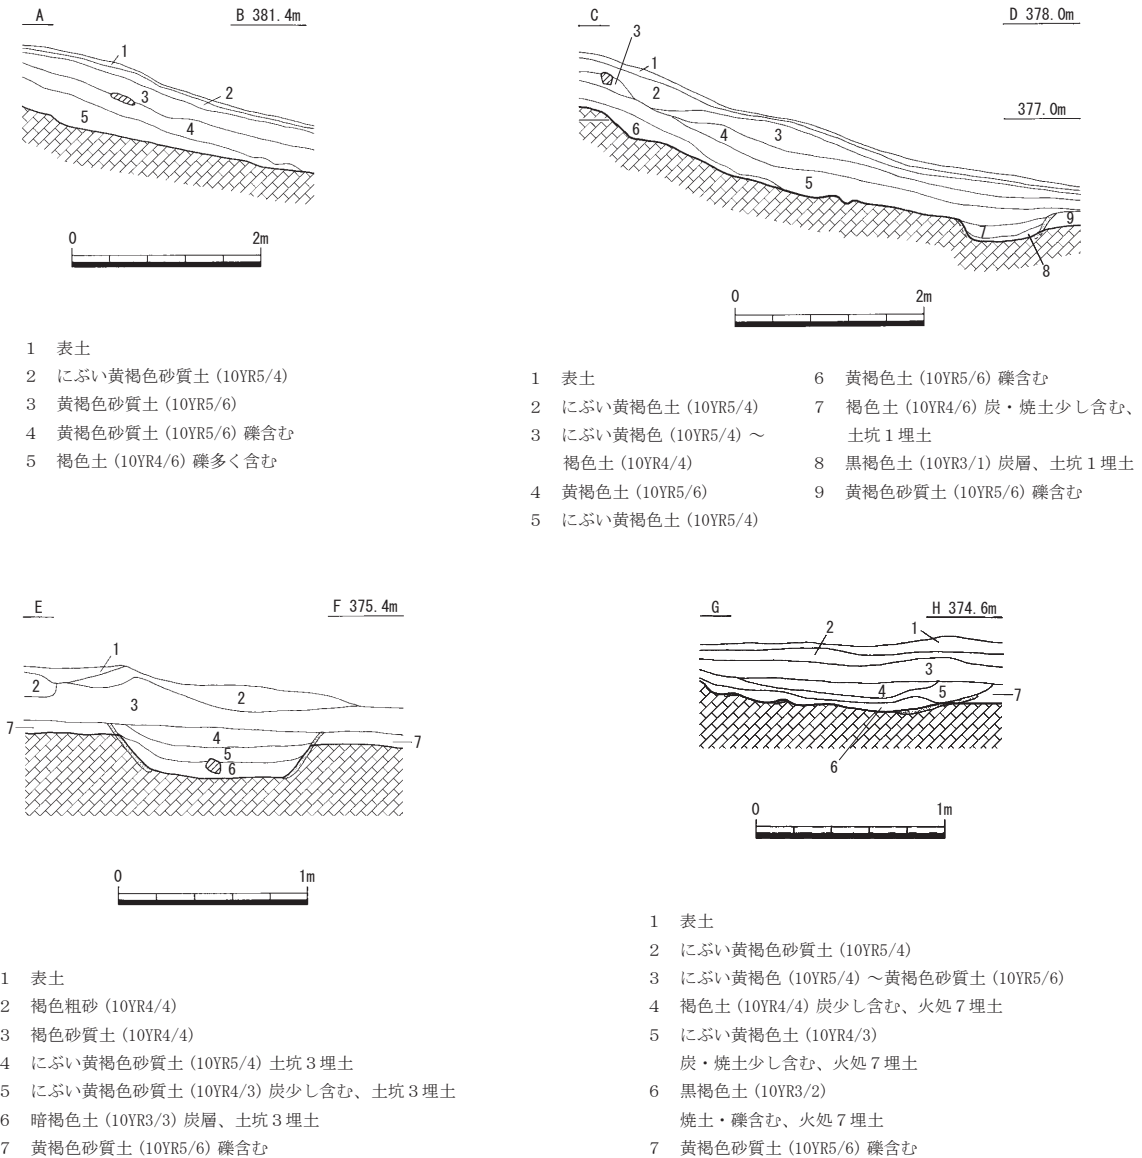 A
B 381.4m
1
2
3
4
5
0
2m
1 表土
2 にぶい黄褐色砂質土 (10YR5/4)
3 黄褐色砂質土 (10YR5/6)
4 黄褐色砂質土 (10YR5/6) 礫含む
5 褐色土 (10YR4/6) 礫多く含む
C
D 378.0m
377.0m
3
1
2
4
3
6
5
7
9
8
0
2m
1 表土
2 にぶい黄褐色土 (10YR5/4)
3 にぶい黄褐色 (10YR5/4) ～
褐色土 (10YR4/4)
4 黄褐色土 (10YR5/6)
5 にぶい黄褐色土 (10YR5/4)
6 黄褐色土 (10YR5/6) 礫含む
7 褐色土 (10YR4/6) 炭・焼土少し含む、
土坑１埋土
8 黒褐色土 (10YR3/1) 炭層、土坑１埋土
9 黄褐色砂質土 (10YR5/6) 礫含む
E
F 375.4m
1
2
2
3
7
4
7
5
6
0
1m
1 表土
2 褐色粗砂 (10YR4/4)
3 褐色砂質土 (10YR4/4)
4 にぶい黄褐色砂質土 (10YR5/4) 土坑３埋土
5 にぶい黄褐色砂質土 (10YR4/3) 炭少し含む、土坑３埋土
6 暗褐色土 (10YR3/3) 炭層、土坑３埋土
7 黄褐色砂質土 (10YR5/6) 礫含む
G
H 374.6m
2
1
3
4
5
7
6
0
1m
1 表土
2 にぶい黄褐色砂質土 (10YR5/4)
3 にぶい黄褐色 (10YR5/4) ～黄褐色砂質土 (10YR5/6)
4 褐色土 (10YR4/4) 炭少し含む、火処７埋土
5 にぶい黄褐色土 (10YR4/3)
炭・焼土少し含む、火処７埋土
6 黒褐色土 (10YR3/2)
焼土・礫含む、火処７埋土
7 黄褐色砂質土 (10YR5/6) 礫含む